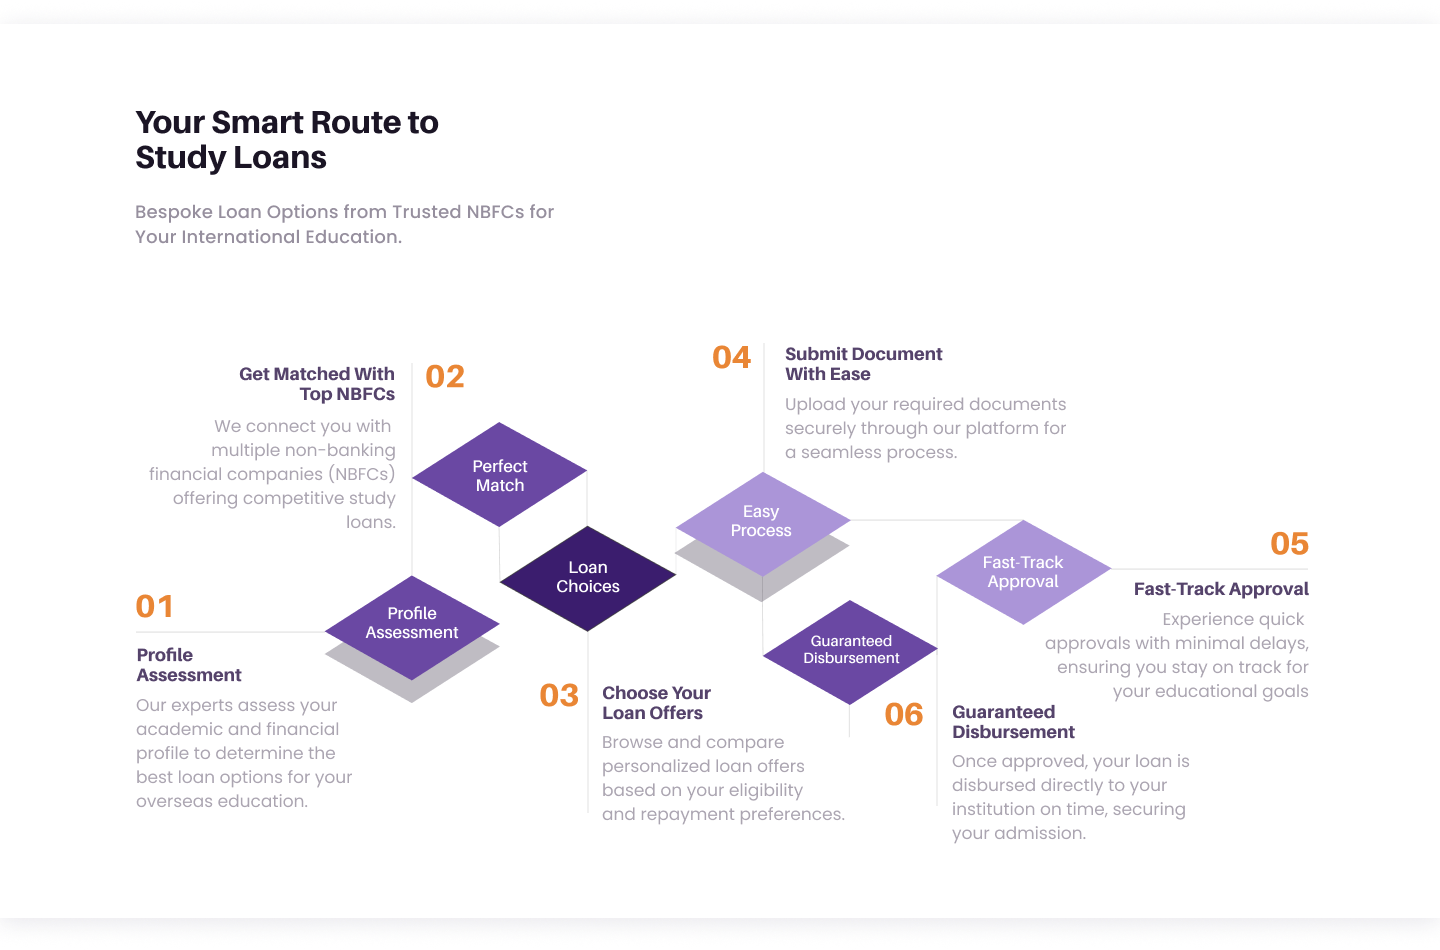 Your Smart Route to
Study Loans
Bespoke Loan Options from Trusted NBFCs for
Your International Education.
01
Profile
Assessment
Our experts assess your
academic and financial
profile to determine the
best loan options for your
overseas education.
Profile
Assessment
02
Get Matched With
Top NBFCs
We connect you with
multiple non-banking
financial companies (NBFCs)
offering competitive study
loans.
Perfect
Match
Loan
Choices
03
Choose Your
Loan Offers
Browse and compare
personalized loan offers
based on your eligibility
and repayment preferences.
04
Submit Document
With Ease
Upload your required documents
securely through our platform for
a seamless process.
Easy
Process
Fast-Track
Approval
05
Fast-Track Approval
Experience quick
approvals with minimal delays,
ensuring you stay on track for
your educational goals
Guaranteed
Disbursement
06
Guaranteed
Disbursement
Once approved, your loan is
disbursed directly to your
institution on time, securing
your admission.